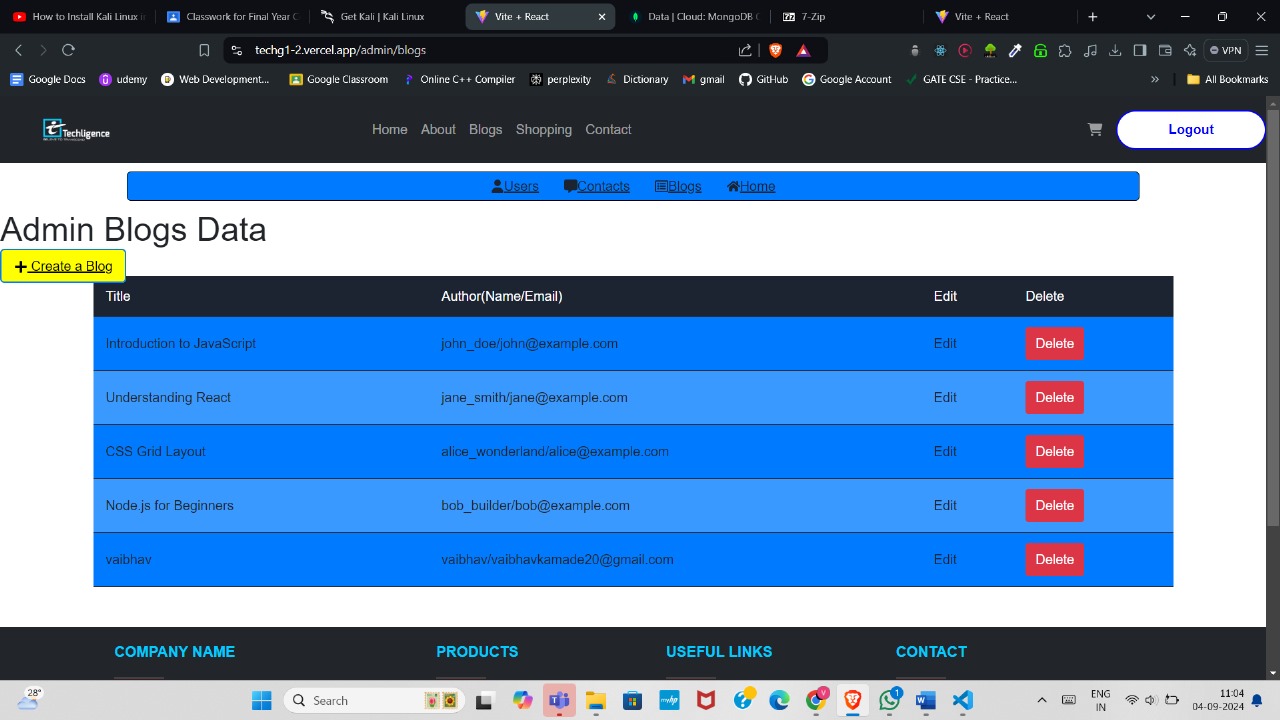 How to Install Kali Linux i
Classwork for Final Year C
Get Kali | Kali Linux
Vite + React
Data | Cloud: MongoDB C
7-Zip
Vite + React
techg1-2.vercel.app/admin/blogs
VPN
Google Docs
udemy
Web Development...
Google Classroom
Online C++ Compiler
perplexity
Dictionary
gmail
GitHub
Google Account
GATE CSE - Practice...
All Bookmarks
Techligence
Home About Blogs Shopping Contact
Logout
Users Contacts Blogs Home
Admin Blogs Data
Create a Blog
Title Author(Name/Email) Edit Delete
Introduction to JavaScript john_doe/john@example.com Edit Delete
Understanding React jane_smith/jane@example.com Edit Delete
CSS Grid Layout alice_wonderland/alice@example.com Edit Delete
Node.js for Beginners bob_builder/bob@example.com Edit Delete
vaibhav vaibhav/vaibhavkamade20@gmail.com Edit Delete
COMPANY NAME PRODUCTS USEFUL LINKS CONTACT
28°
Search
ENG
IN
11:04
04-09-2024